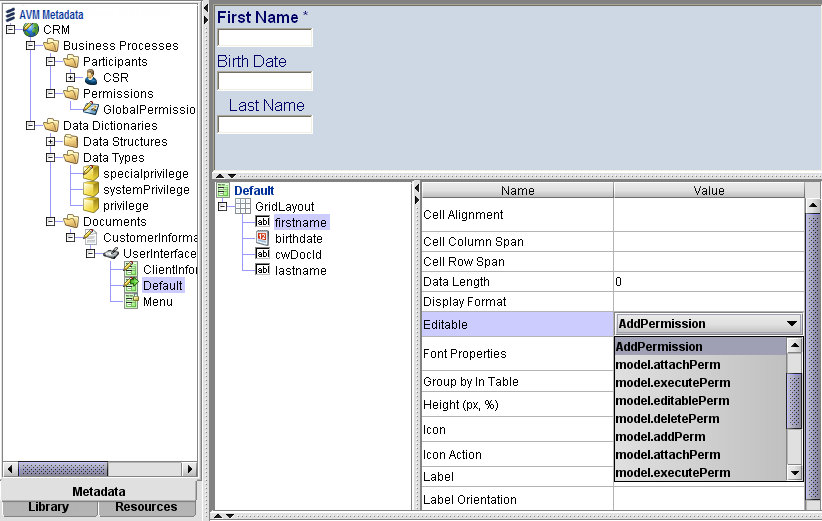 AVM Metadata
CRM
Business Processes
Participants
CSR
Permissions
GlobalPermissio
Data Dictionaries
Data Structures
Data Types
specialprivilege
systemPrivilege
privilege
Documents
CustomerInforma
UserInterface
ClientInfor
Default
Menu
Metadata
Library
Resources
First Name *
Birth Date
Last Name
Default
GridLayout
abl firstname
12 birthdate
abl cwDocId
abl lastname
Name Value
Cell Alignment
Cell Column Span
Cell Row Span
Data Length 0
Display Format
Editable AddPermission
Font Properties
Group by In Table
Height (px, %)
Icon
Icon Action
Label
Label Orientation
AddPermission
model.attachPerm
model.executePerm
model.editablePerm
model.deletePerm
model.addPerm
model.attachPerm
model.executePerm